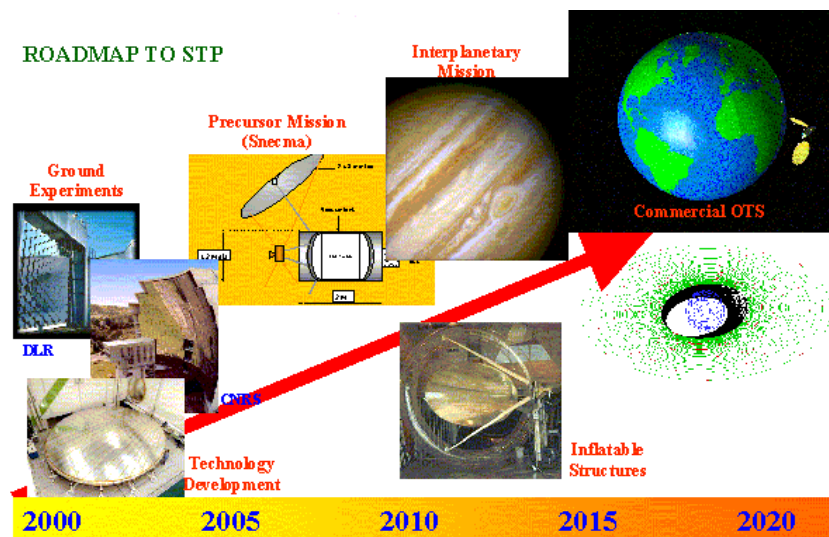 ROADMAP TO STP
Interplanetary
Mission
Precursor Mission
(Snecma)
Ground
Experiments
Commercial OTS
DLR
CNRS
Technology
Development
Inflatable
Structures
2000
2005
2010
2015
2020